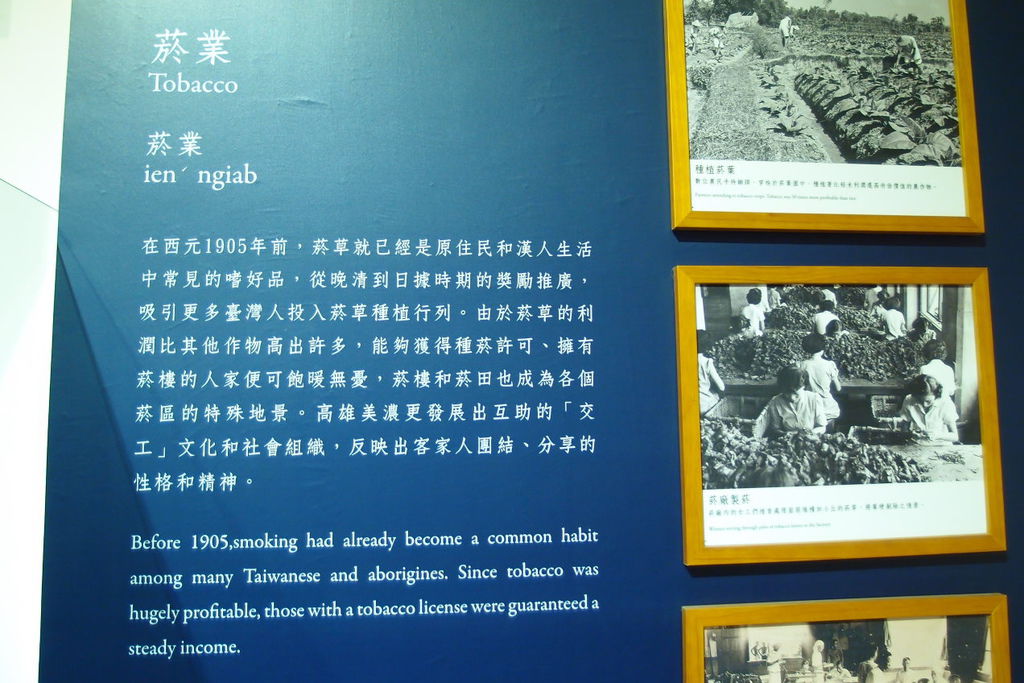 菸業
Tobacco
菸業
ienˊ ngiab
在西元1905年前，菸草就已經是原住民和漢人生活
中常見的嗜好品，從晚清到日據時期的獎勵推廣，
吸引更多臺灣人投入菸草種植行列。由於菸草的利
潤比其他作物高出許多，能夠獲得種菸許可、擁有
菸樓的人家便可飽暖無憂，菸樓和菸田也成為各個
菸區的特殊地景。高雄美濃更發展出互助的「交
工」文化和社會組織，反映出客家人團結、分享的
性格和精神。
Before 1905,smoking had already become a common habit
among many Taiwanese and aborigines. Since tobacco was
hugely profitable, those with a tobacco license were guaranteed a
steady income.
種植菸葉
菸廠製菸